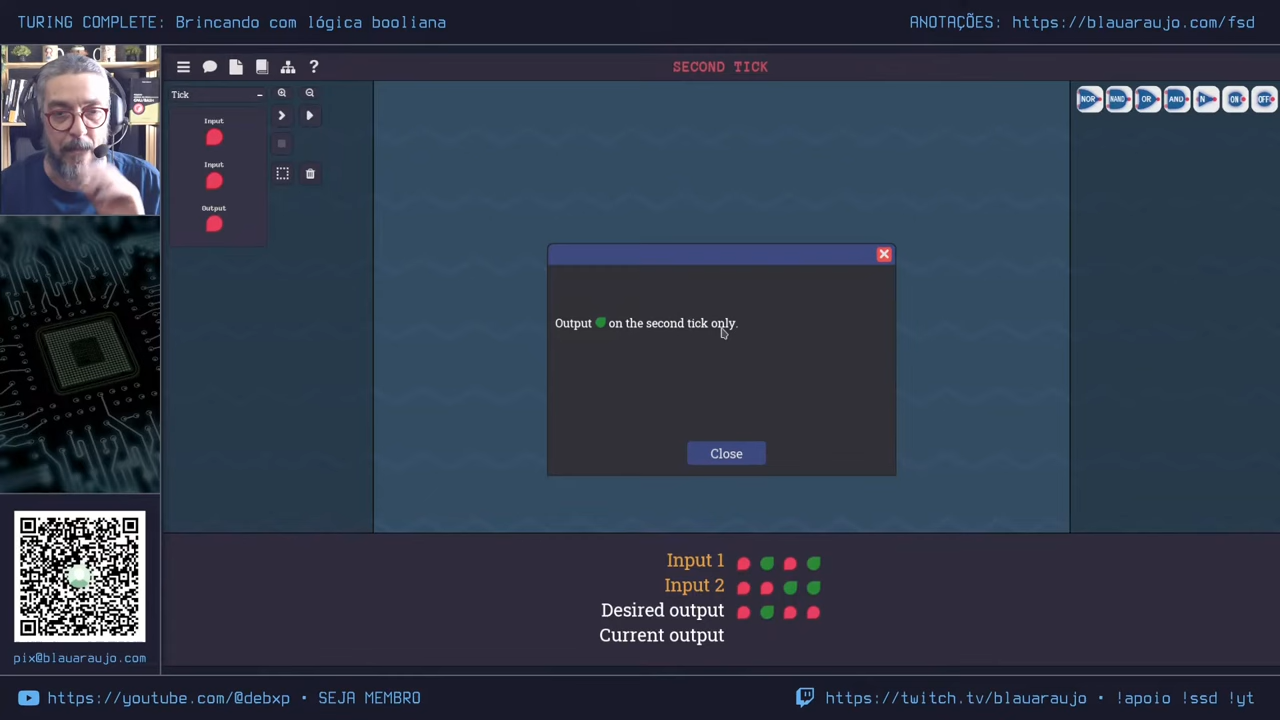 TURING COMPLETE: Brincando com lógica booliana
ANOTAÇÕES: https://blauaraujo.com/fsd
SECOND TICK
Tick
Input
Input
Output
NOR NAND OR AND N ON OFF
Output on the second tick only.
Close
Input 1
Input 2
Desired output
Current output
pix@blauaraujo.com
https://youtube.com/@debxp • SEJA MEMBRO
https://twitch.tv/blauaraujo • !apoio !ssd !yt